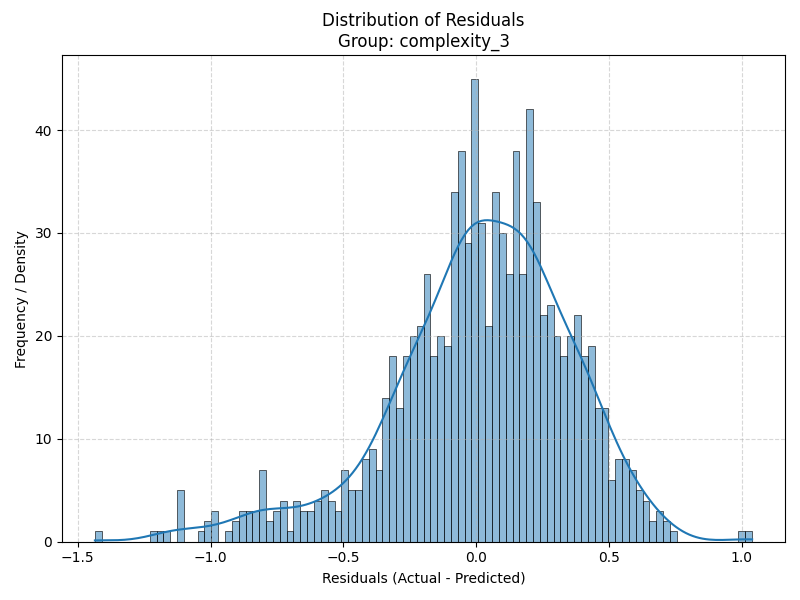 Distribution of Residuals
Group: complexity_3
Frequency / Density
40
30
20
10
0
−1.5
−1.0
−0.5
0.0
0.5
1.0
Residuals (Actual - Predicted)